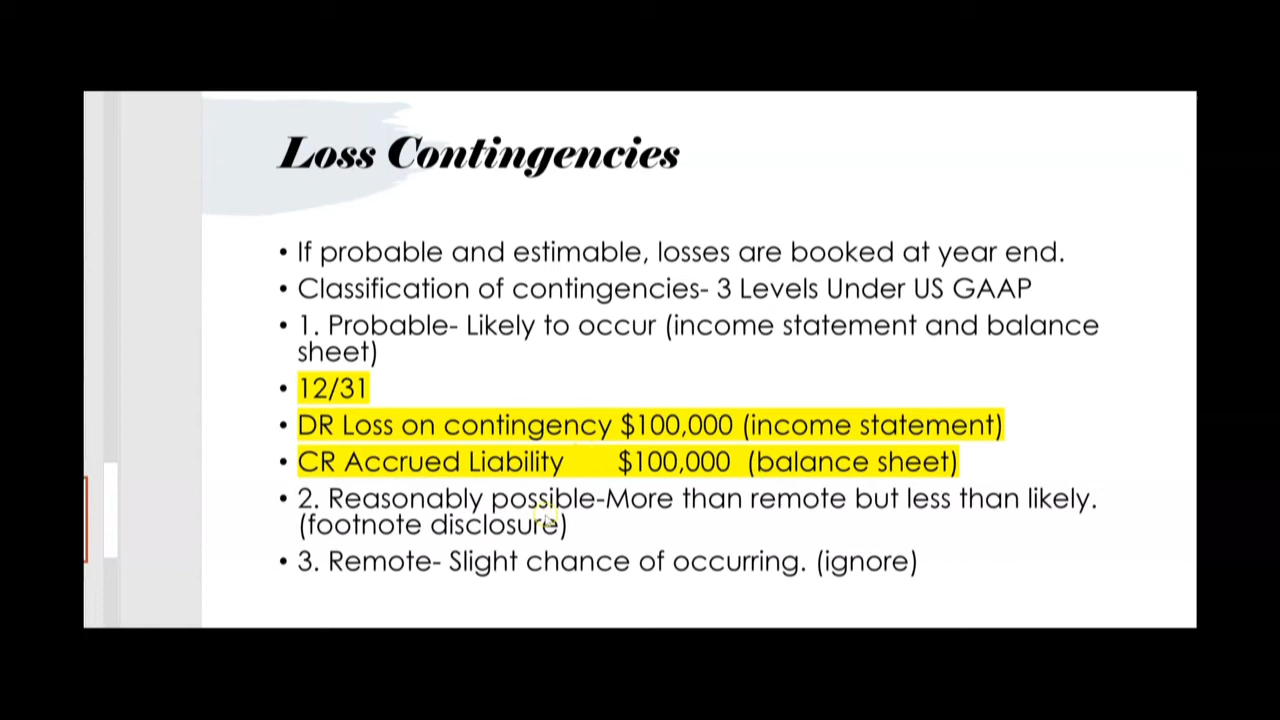 Loss Contingencies
• If probable and estimable, losses are booked at year end.
• Classification of contingencies- 3 Levels Under US GAAP
• 1. Probable- Likely to occur (income statement and balance
sheet)
• 12/31
• DR Loss on contingency $100,000 (income statement)
• CR Accrued Liability $100,000 (balance sheet)
• 2. Reasonably possible-More than remote but less than likely.
(footnote disclosure)
• 3. Remote- Slight chance of occurring. (ignore)